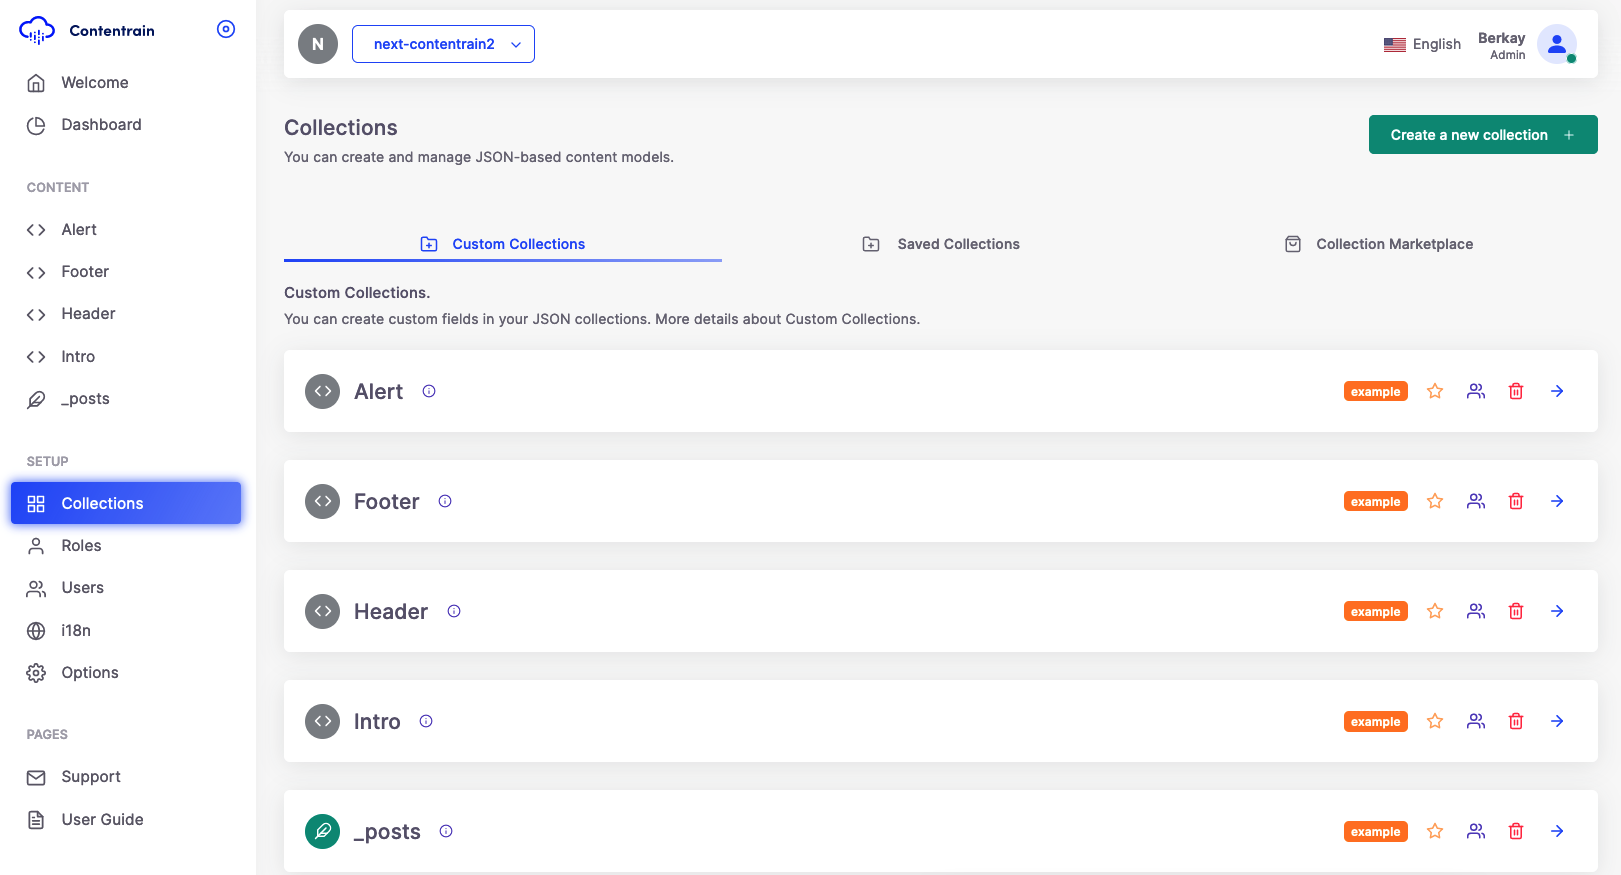 Contentrain
Welcome
Dashboard
CONTENT
Alert
Footer
Header
Intro
_posts
SETUP
Collections
Roles
Users
i18n
Options
PAGES
Support
User Guide
N
next-contentrain2
English
Berkay
Admin
Collections
You can create and manage JSON-based content models.
Create a new collection
Custom Collections
Saved Collections
Collection Marketplace
Custom Collections.
You can create custom fields in your JSON collections. More details about Custom Collections.
Alert
example
Footer
example
Header
example
Intro
example
_posts
example